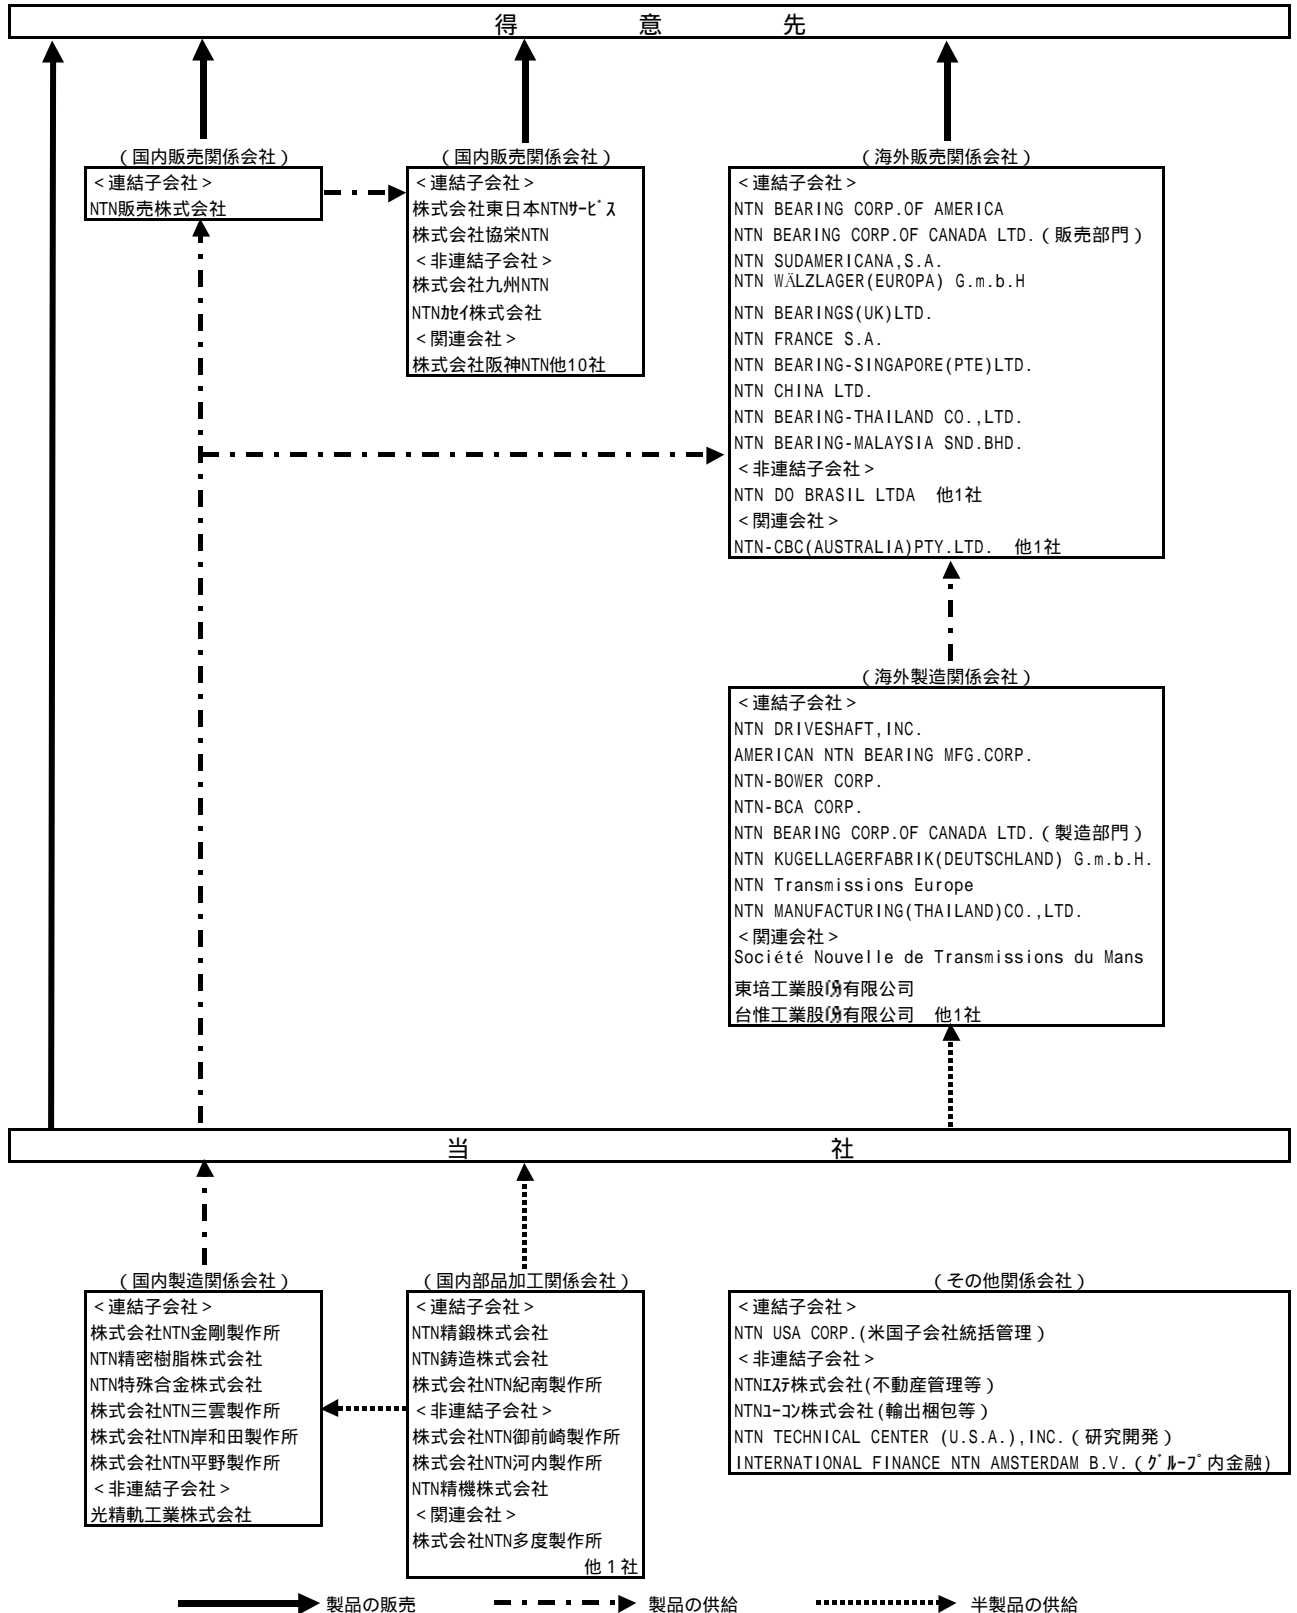 得意先
(国内販売関係会社)
<連結子会社>
NTN販売株式会社
(国内販売関係会社)
<連結子会社>
株式会社東日本NTNｻｰﾋﾞｽ
株式会社協栄NTN
<非連結子会社>
株式会社九州NTN
NTNｶｾｲ株式会社
<関連会社>
株式会社阪神NTN他10社
(海外販売関係会社)
<連結子会社>
NTN BEARING CORP.OF AMERICA
NTN BEARING CORP.OF CANADA LTD.(販売部門)
NTN SUDAMERICANA,S.A.
NTN WÄLZLAGER(EUROPA) G.m.b.H
NTN BEARINGS(UK)LTD.
NTN FRANCE S.A.
NTN BEARING-SINGAPORE(PTE)LTD.
NTN CHINA LTD.
NTN BEARING-THAILAND CO.,LTD.
NTN BEARING-MALAYSIA SND.BHD.
<非連結子会社>
NTN DO BRASIL LTDA 他1社
<関連会社>
NTN-CBC(AUSTRALIA)PTY.LTD. 他1社
(海外製造関係会社)
<連結子会社>
NTN DRIVESHAFT,INC.
AMERICAN NTN BEARING MFG.CORP.
NTN-BOWER CORP.
NTN-BCA CORP.
NTN BEARING CORP.OF CANADA LTD.(製造部門)
NTN KUGELLAGERFABRIK(DEUTSCHLAND) G.m.b.H.
NTN Transmissions Europe
NTN MANUFACTURING(THAILAND)CO.,LTD.
<関連会社>
Société Nouvelle de Transmissions du Mans
東培工業股有限公司
台惟工業股有限公司 他1社
当社
(国内製造関係会社)
<連結子会社>
株式会社NTN金剛製作所
NTN精密樹脂株式会社
NTN特殊合金株式会社
株式会社NTN三雲製作所
株式会社NTN岸和田製作所
株式会社NTN平野製作所
<非連結子会社>
光精軌工業株式会社
(国内部品加工関係会社)
<連結子会社>
NTN精鍛株式会社
NTN鋳造株式会社
株式会社NTN紀南製作所
<非連結子会社>
株式会社NTN御前崎製作所
株式会社NTN河内製作所
NTN精機株式会社
<関連会社>
株式会社NTN多度製作所
他1社
(その他関係会社)
<連結子会社>
NTN USA CORP.(米国子会社統括管理)
<非連結子会社>
NTNｴｽﾃ株式会社(不動産管理等)
NTNﾕｰｺﾝ株式会社(輸出梱包等)
NTN TECHNICAL CENTER (U.S.A.),INC.(研究開発)
INTERNATIONAL FINANCE NTN AMSTERDAM B.V.(ｸﾞﾙｰﾌﾟ内金融)
製品の販売
製品の供給
半製品の供給